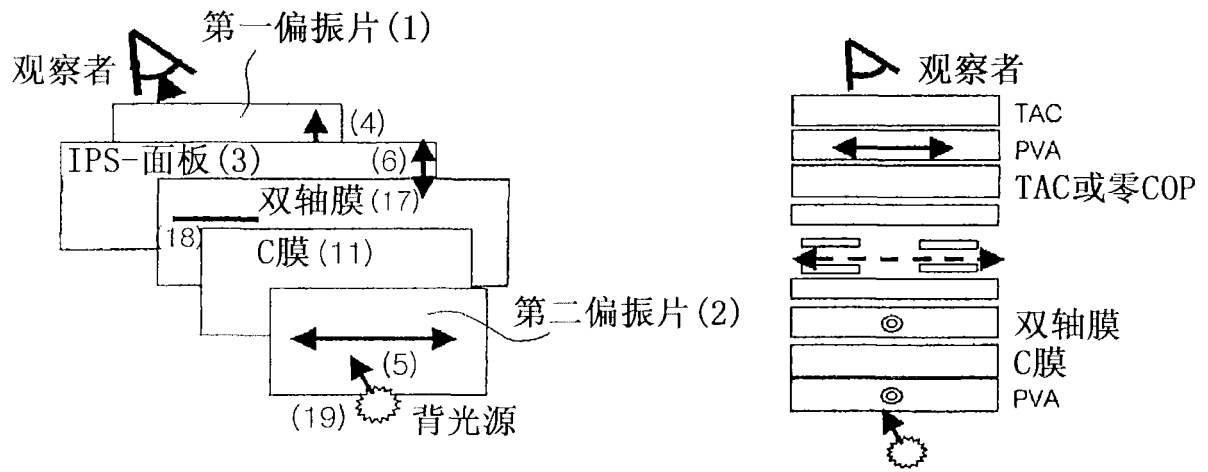 第一偏振片(1)
观察者
(4)
IPS-面板(3)
(6)
双轴膜(17)
18)
C膜(11)
第二偏振片(2)
(5)
(19)
背光源
观察者
TAC
PVA
TAC或零COP
双轴膜
C膜
PVA